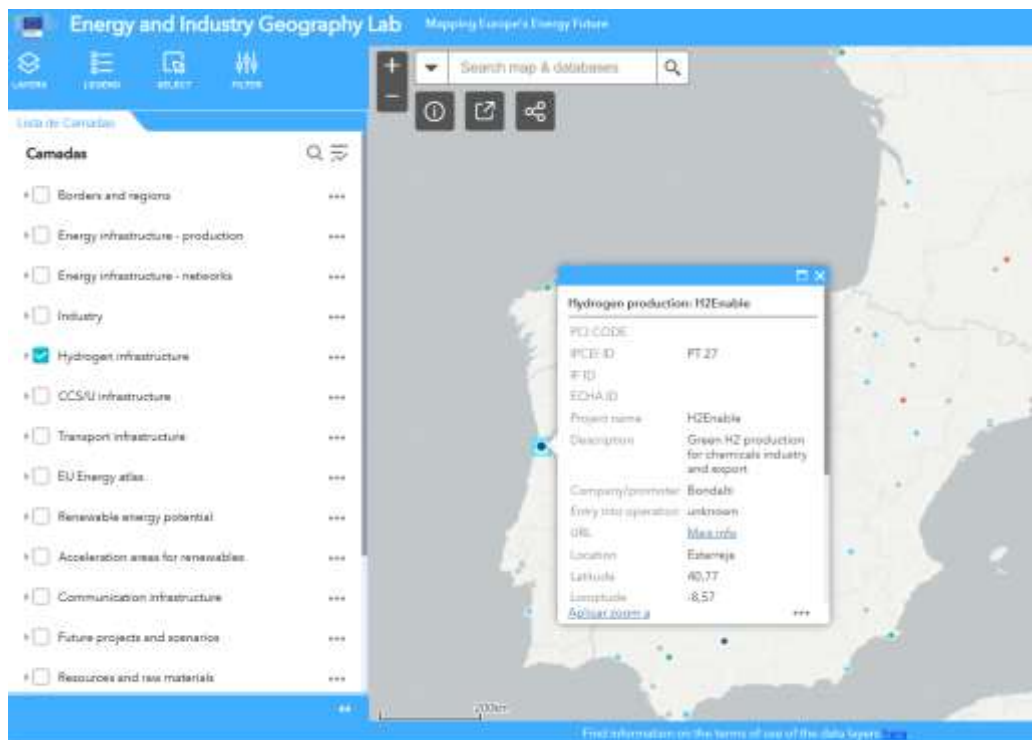 Energy and Industry Geography Lab
Mapping Europe's Energy Future
LAYERS
LEGEND
SELECT
FILTER
Search map & databases
Lista de Camadas
Camadas
Borders and regions
Energy infrastructure - production
Energy infrastructure - networks
Industry
Hydrogen infrastructure
CCS/U infrastructure
Transport infrastructure
EU Energy atlas
Renewable energy potential
Acceleration areas for renewables
Communication infrastructure
Future projects and scenarios
Resources and raw materials
Hydrogen production: H2Enable
PCI CODE
IPCEI ID PT 27
IF ID
ECHA ID
Project name H2Enable
Description Green H2 production
for chemicals industry
and export
Company/promoter Bondalti
Entry into operation unknown
URL Mais info
Location Estarreja
Latitude 40,77
Longitude -8,57
Aplicar zoom a
200km
Find information on the terms of use of the data layers here